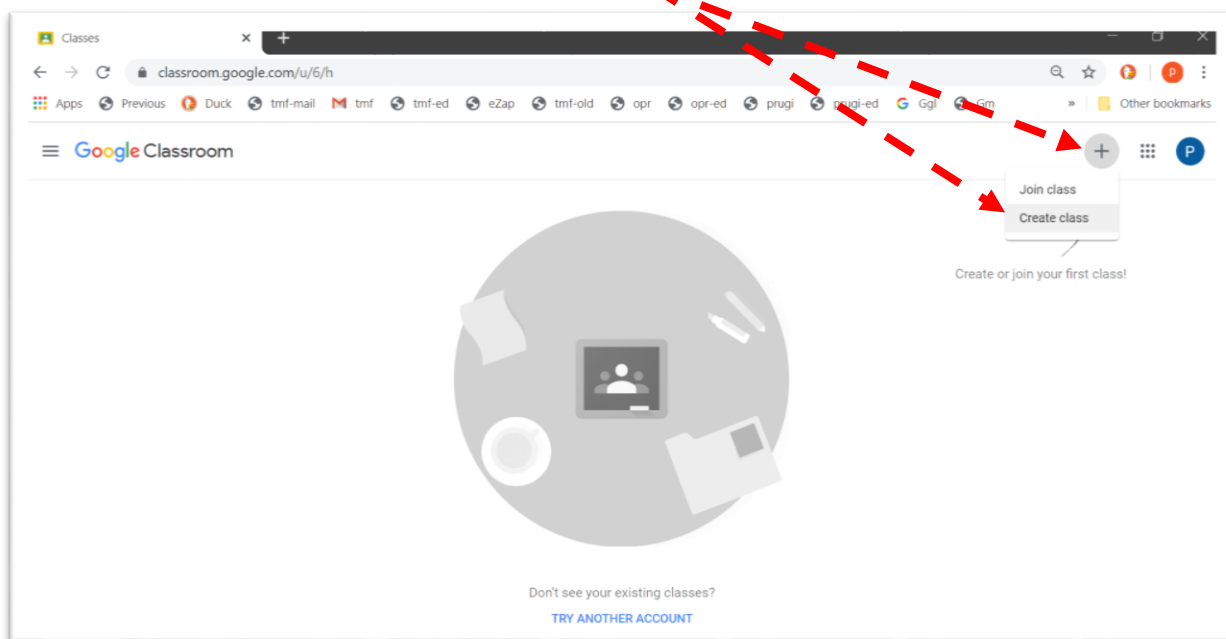 Classes
classroom.google.com/u/6/h
P
Apps Previous Duck tmf-mail tmf tmf-ed eZap tmf-old opr opr-ed prugi prugi-ed Ggl Gm » Other bookmarks
Google Classroom
P
Join class
Create class
Create or join your first class!
Don't see your existing classes?
TRY ANOTHER ACCOUNT